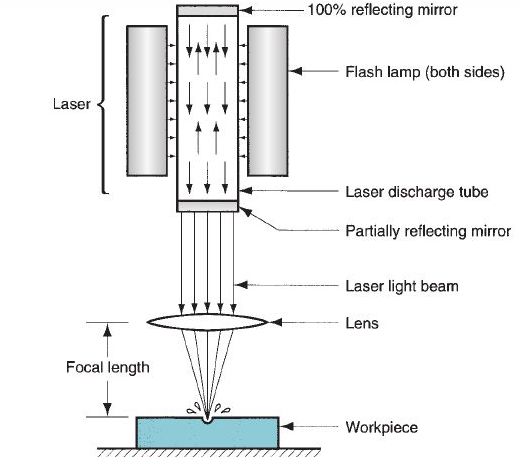 100% reflecting mirror
Flash lamp (both sides)
Laser
Laser discharge tube
Partially reflecting mirror
Laser light beam
Lens
Focal length
Workpiece